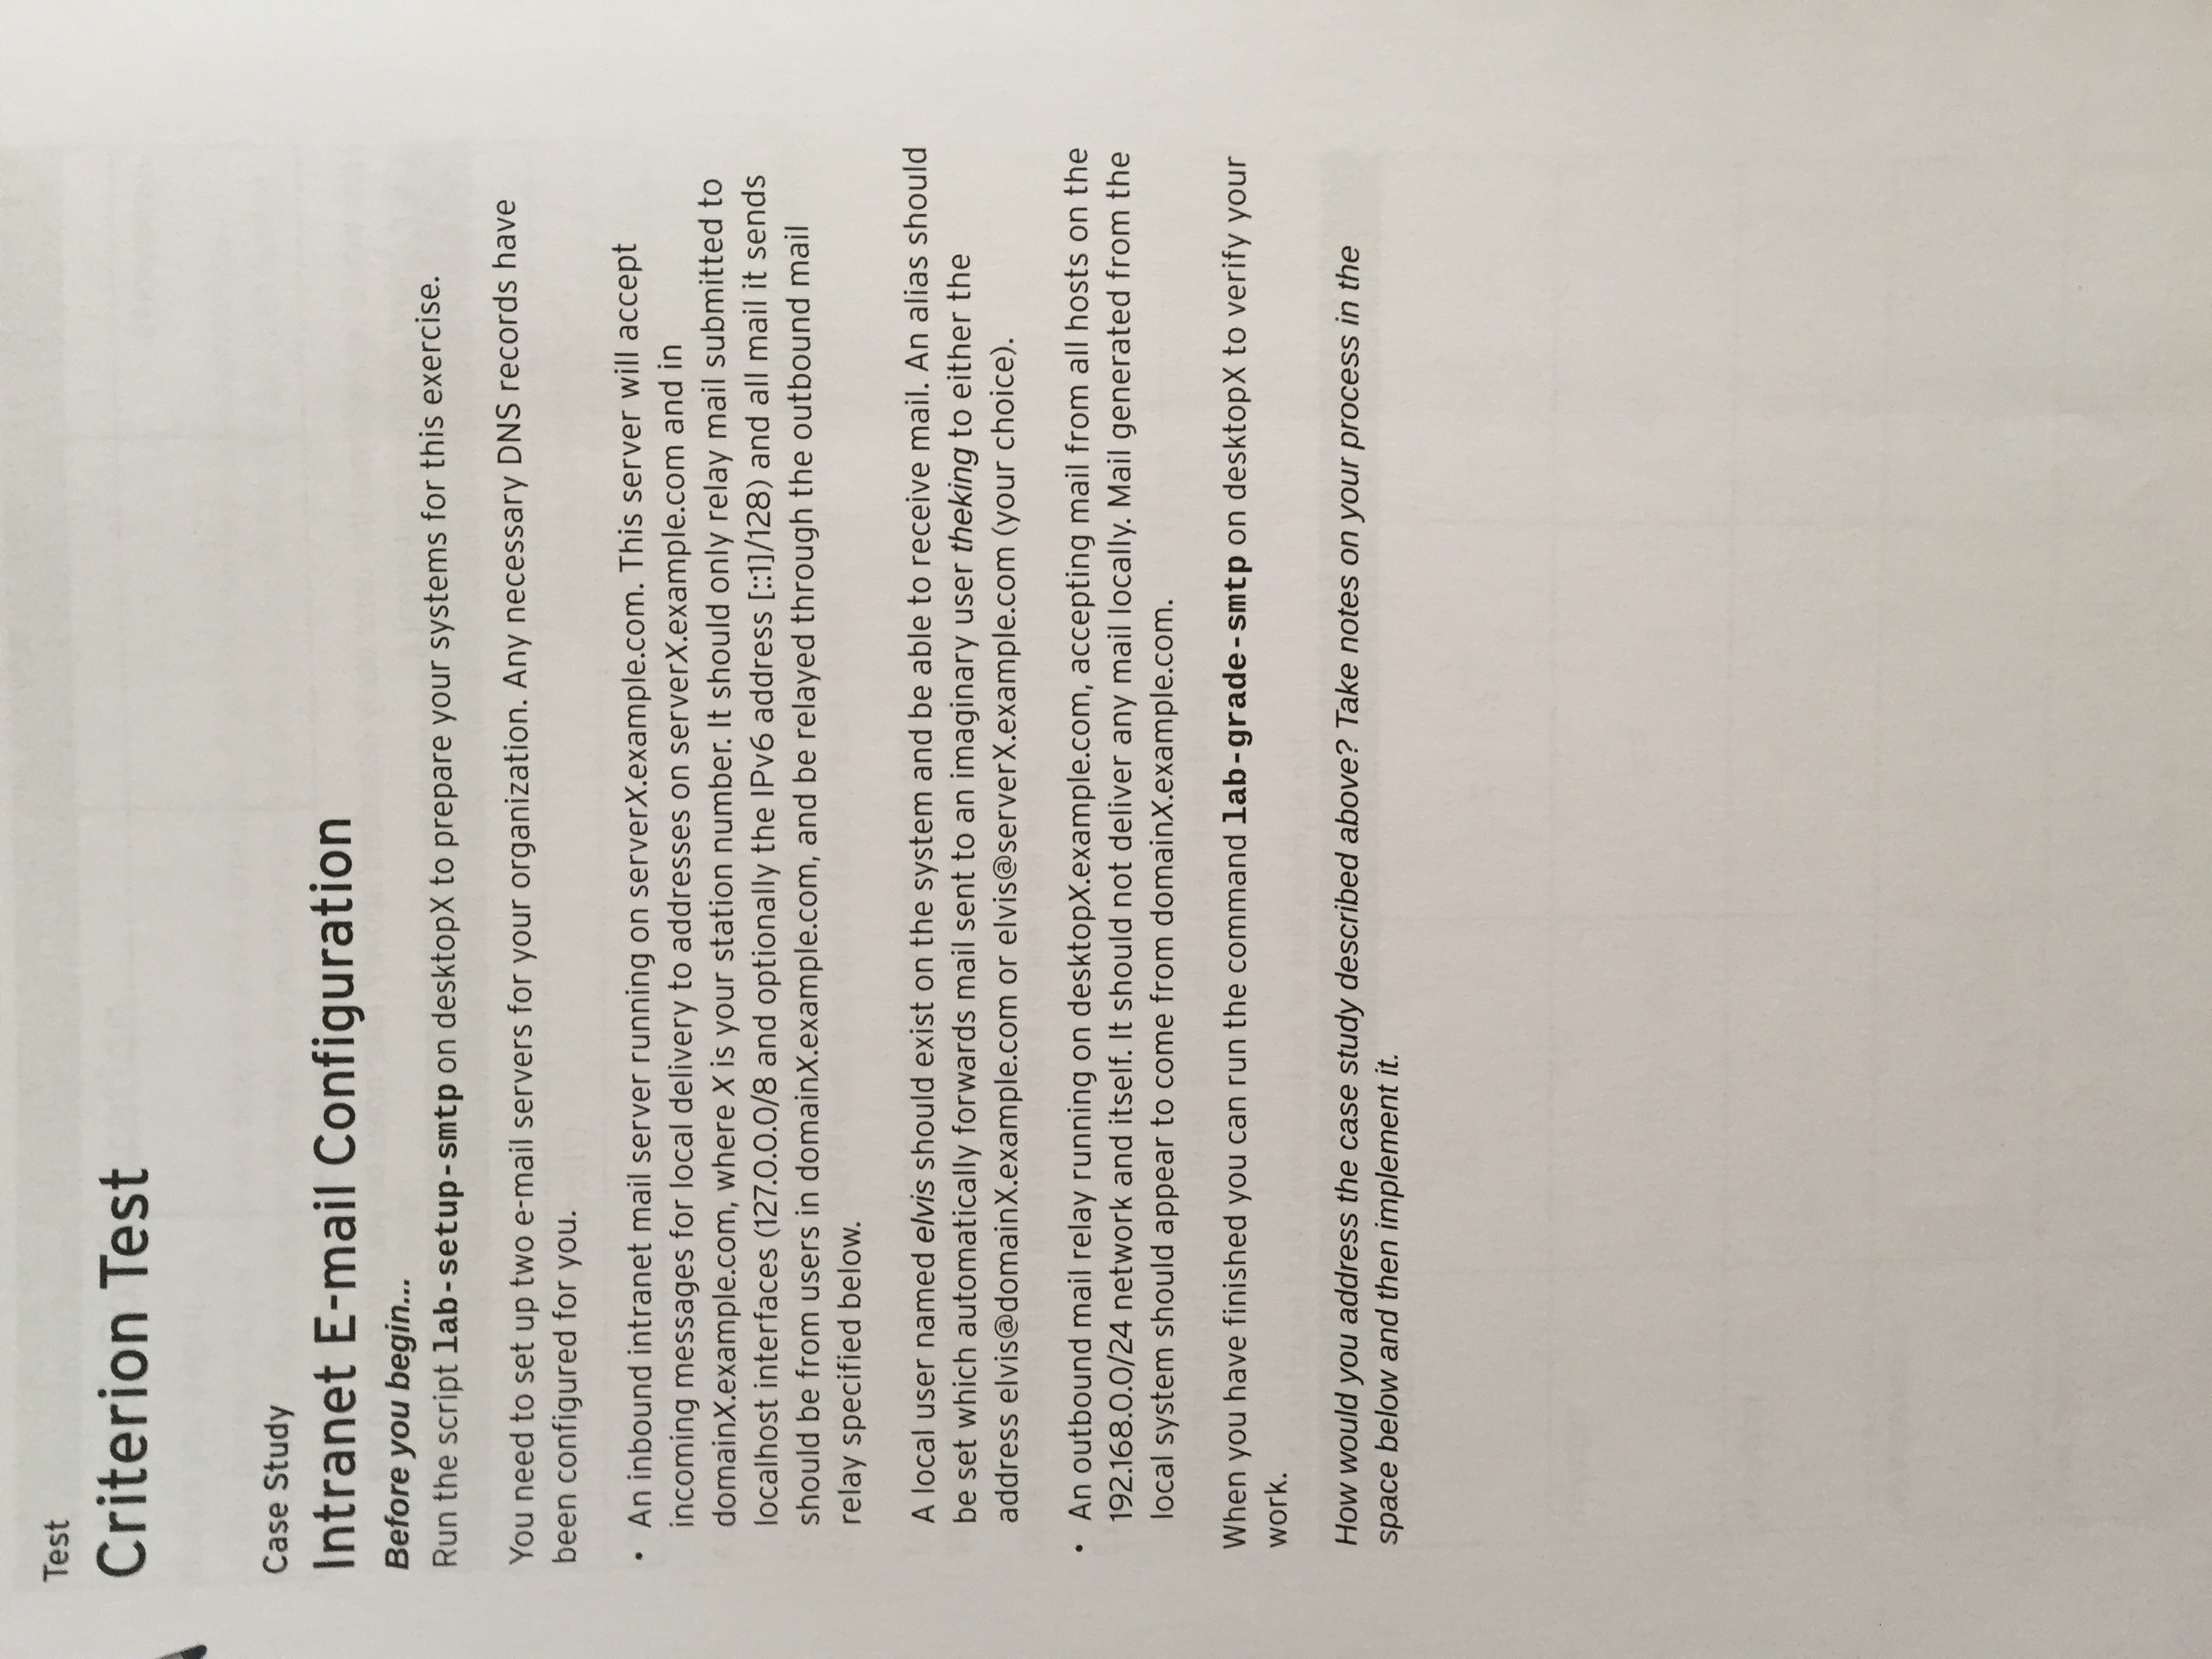 Test
Criterion Test
Case Study
Intranet E-mail Configuration
Before you begin...
Run the script lab-setup-smtp on desktopX to prepare your systems for this exercise.
You need to set up two e-mail servers for your organization. Any necessary DNS records have
been configured for you.
• An inbound intranet mail server running on serverX.example.com. This server will accept
incoming messages for local delivery to addresses on serverX.example.com and in
domainX.example.com, where X is your station number. It should only relay mail submitted to
localhost interfaces (127.0.0.0/8 and optionally the IPv6 address [::1]/128) and all mail it sends
should be from users in domainX.example.com, and be relayed through the outbound mail
relay specified below.
A local user named elvis should exist on the system and be able to receive mail. An alias should
be set which automatically forwards mail sent to an imaginary user theking to either the
address elvis@domainX.example.com or elvis@serverX.example.com (your choice).
• An outbound mail relay running on desktopX.example.com, accepting mail from all hosts on the
192.168.0.0/24 network and itself. It should not deliver any mail locally. Mail generated from the
local system should appear to come from domainX.example.com.
When you have finished you can run the command lab-grade-smtp on desktopX to verify your
work.
How would you address the case study described above? Take notes on your process in the
space below and then implement it.